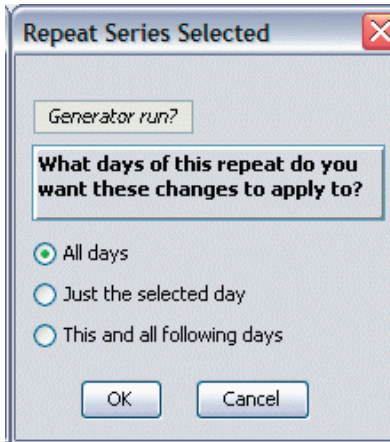 Repeat Series Selected
Generator run?
What days of this repeat do you
want these changes to apply to?
All days
Just the selected day
This and all following days
OK
Cancel